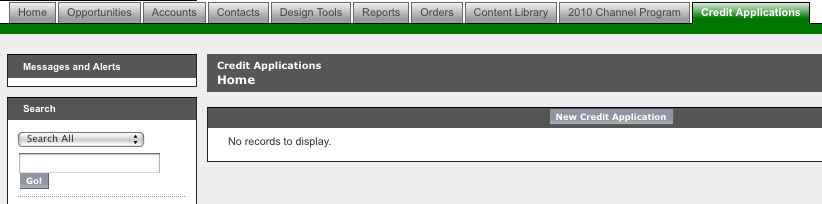 Home Opportunities Accounts Contacts Design Tools Reports Orders Content Library 2010 Channel Program Credit Applications
Messages and Alerts
Search
Search All
Go!
Credit Applications
Home
New Credit Application
No records to display.